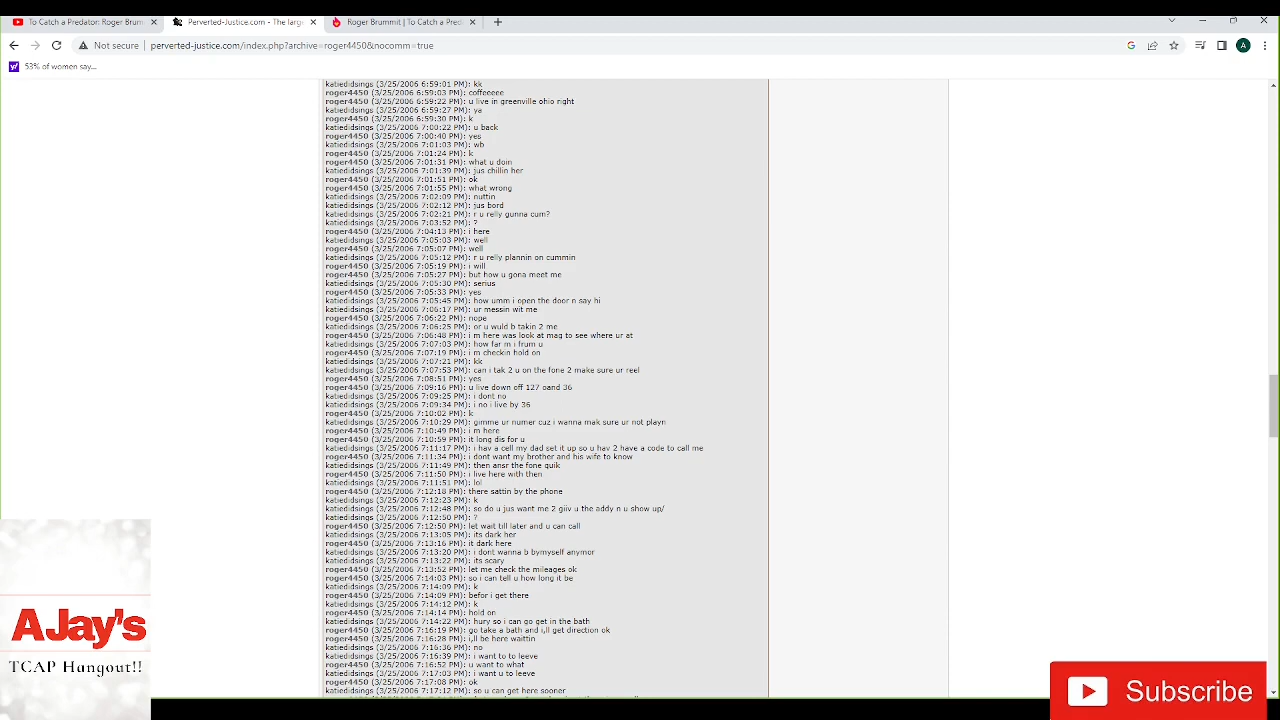 To Catch a Predator: Roger Brum
Perverted-Justice.com - The larg
Roger Brummit | To Catch a Pred
Not secure
perverted-justice.com/index.php?archive=roger4450&nocomm=true
A
53% of women say...
katiedidsings (3/25/2006 6:59:01 PM): kk
roger4450 (3/25/2006 6:59:03 PM): coffeeeee
roger4450 (3/25/2006 6:59:22 PM): u live in greenville ohio right
katiedidsings (3/25/2006 6:59:27 PM): ya
roger4450 (3/25/2006 6:59:30 PM): k
katiedidsings (3/25/2006 7:00:22 PM): u back
roger4450 (3/25/2006 7:00:40 PM): yes
katiedidsings (3/25/2006 7:01:03 PM): wb
roger4450 (3/25/2006 7:01:24 PM): k
roger4450 (3/25/2006 7:01:31 PM): what u doin
katiedidsings (3/25/2006 7:01:39 PM): jus chillin her
roger4450 (3/25/2006 7:01:51 PM): ok
roger4450 (3/25/2006 7:01:55 PM): what wrong
katiedidsings (3/25/2006 7:02:09 PM): nuttin
katiedidsings (3/25/2006 7:02:12 PM): jus bord
katiedidsings (3/25/2006 7:02:21 PM): r u relly gunna cum?
katiedidsings (3/25/2006 7:03:52 PM): ?
roger4450 (3/25/2006 7:04:13 PM): i here
katiedidsings (3/25/2006 7:05:03 PM): well
roger4450 (3/25/2006 7:05:07 PM): well
katiedidsings (3/25/2006 7:05:12 PM): r u relly plannin on cummin
roger4450 (3/25/2006 7:05:19 PM): i will
roger4450 (3/25/2006 7:05:27 PM): but how u gona meet me
katiedidsings (3/25/2006 7:05:30 PM): serius
roger4450 (3/25/2006 7:05:33 PM): yes
katiedidsings (3/25/2006 7:05:45 PM): how umm i open the door n say hi
katiedidsings (3/25/2006 7:06:17 PM): ur messin wit me
roger4450 (3/25/2006 7:06:22 PM): nope
katiedidsings (3/25/2006 7:06:25 PM): or u wuld b takin 2 me
roger4450 (3/25/2006 7:06:48 PM): i m here was look at mag to see where ur at
katiedidsings (3/25/2006 7:07:03 PM): how far m i frum u
roger4450 (3/25/2006 7:07:19 PM): i m checkin hold on
katiedidsings (3/25/2006 7:07:21 PM): kk
katiedidsings (3/25/2006 7:07:53 PM): can i tak 2 u on the fone 2 make sure ur reel
roger4450 (3/25/2006 7:08:51 PM): yes
roger4450 (3/25/2006 7:09:16 PM): u live down off 127 oand 36
katiedidsings (3/25/2006 7:09:25 PM): i dont no
katiedidsings (3/25/2006 7:09:34 PM): i no i live by 36
roger4450 (3/25/2006 7:10:02 PM): k
katiedidsings (3/25/2006 7:10:29 PM): gimme ur numer cuz i wanna mak sure ur not playn
roger4450 (3/25/2006 7:10:49 PM): i m here
roger4450 (3/25/2006 7:10:59 PM): it long dis for u
katiedidsings (3/25/2006 7:11:17 PM): i hav a cell my dad set it up so u hav 2 have a code to call me
roger4450 (3/25/2006 7:11:34 PM): i dont want my brother and his wife to know
katiedidsings (3/25/2006 7:11:49 PM): then ansr the fone quik
roger4450 (3/25/2006 7:11:50 PM): i live here with then
katiedidsings (3/25/2006 7:11:51 PM): lol
roger4450 (3/25/2006 7:12:18 PM): there sattin by the phone
katiedidsings (3/25/2006 7:12:23 PM): k
katiedidsings (3/25/2006 7:12:48 PM): so do u jus want me 2 giiv u the addy n u show up/
katiedidsings (3/25/2006 7:12:50 PM): ?
roger4450 (3/25/2006 7:12:50 PM): let wait till later and u can call
katiedidsings (3/25/2006 7:13:05 PM): its dark her
roger4450 (3/25/2006 7:13:16 PM): it dark here
katiedidsings (3/25/2006 7:13:20 PM): i dont wanna b bymyself anymor
katiedidsings (3/25/2006 7:13:22 PM): its scary
roger4450 (3/25/2006 7:13:52 PM): let me check the mileages ok
roger4450 (3/25/2006 7:14:03 PM): so i can tell u how long it be
katiedidsings (3/25/2006 7:14:09 PM): k
roger4450 (3/25/2006 7:14:09 PM): befor i get there
katiedidsings (3/25/2006 7:14:12 PM): k
roger4450 (3/25/2006 7:14:14 PM): hold on
katiedidsings (3/25/2006 7:14:22 PM): hury so i can go get in the bath
roger4450 (3/25/2006 7:16:19 PM): go take a bath and i,ll get direction ok
roger4450 (3/25/2006 7:16:28 PM): i,ll be here waittin
katiedidsings (3/25/2006 7:16:36 PM): no
katiedidsings (3/25/2006 7:16:39 PM): i want to to leeve
roger4450 (3/25/2006 7:16:52 PM): u want to what
katiedidsings (3/25/2006 7:17:03 PM): i want u to leeve
roger4450 (3/25/2006 7:17:08 PM): ok
katiedidsings (3/25/2006 7:17:12 PM): so u can get here sooner
AJay's
TCAP Hangout!!
Subscribe